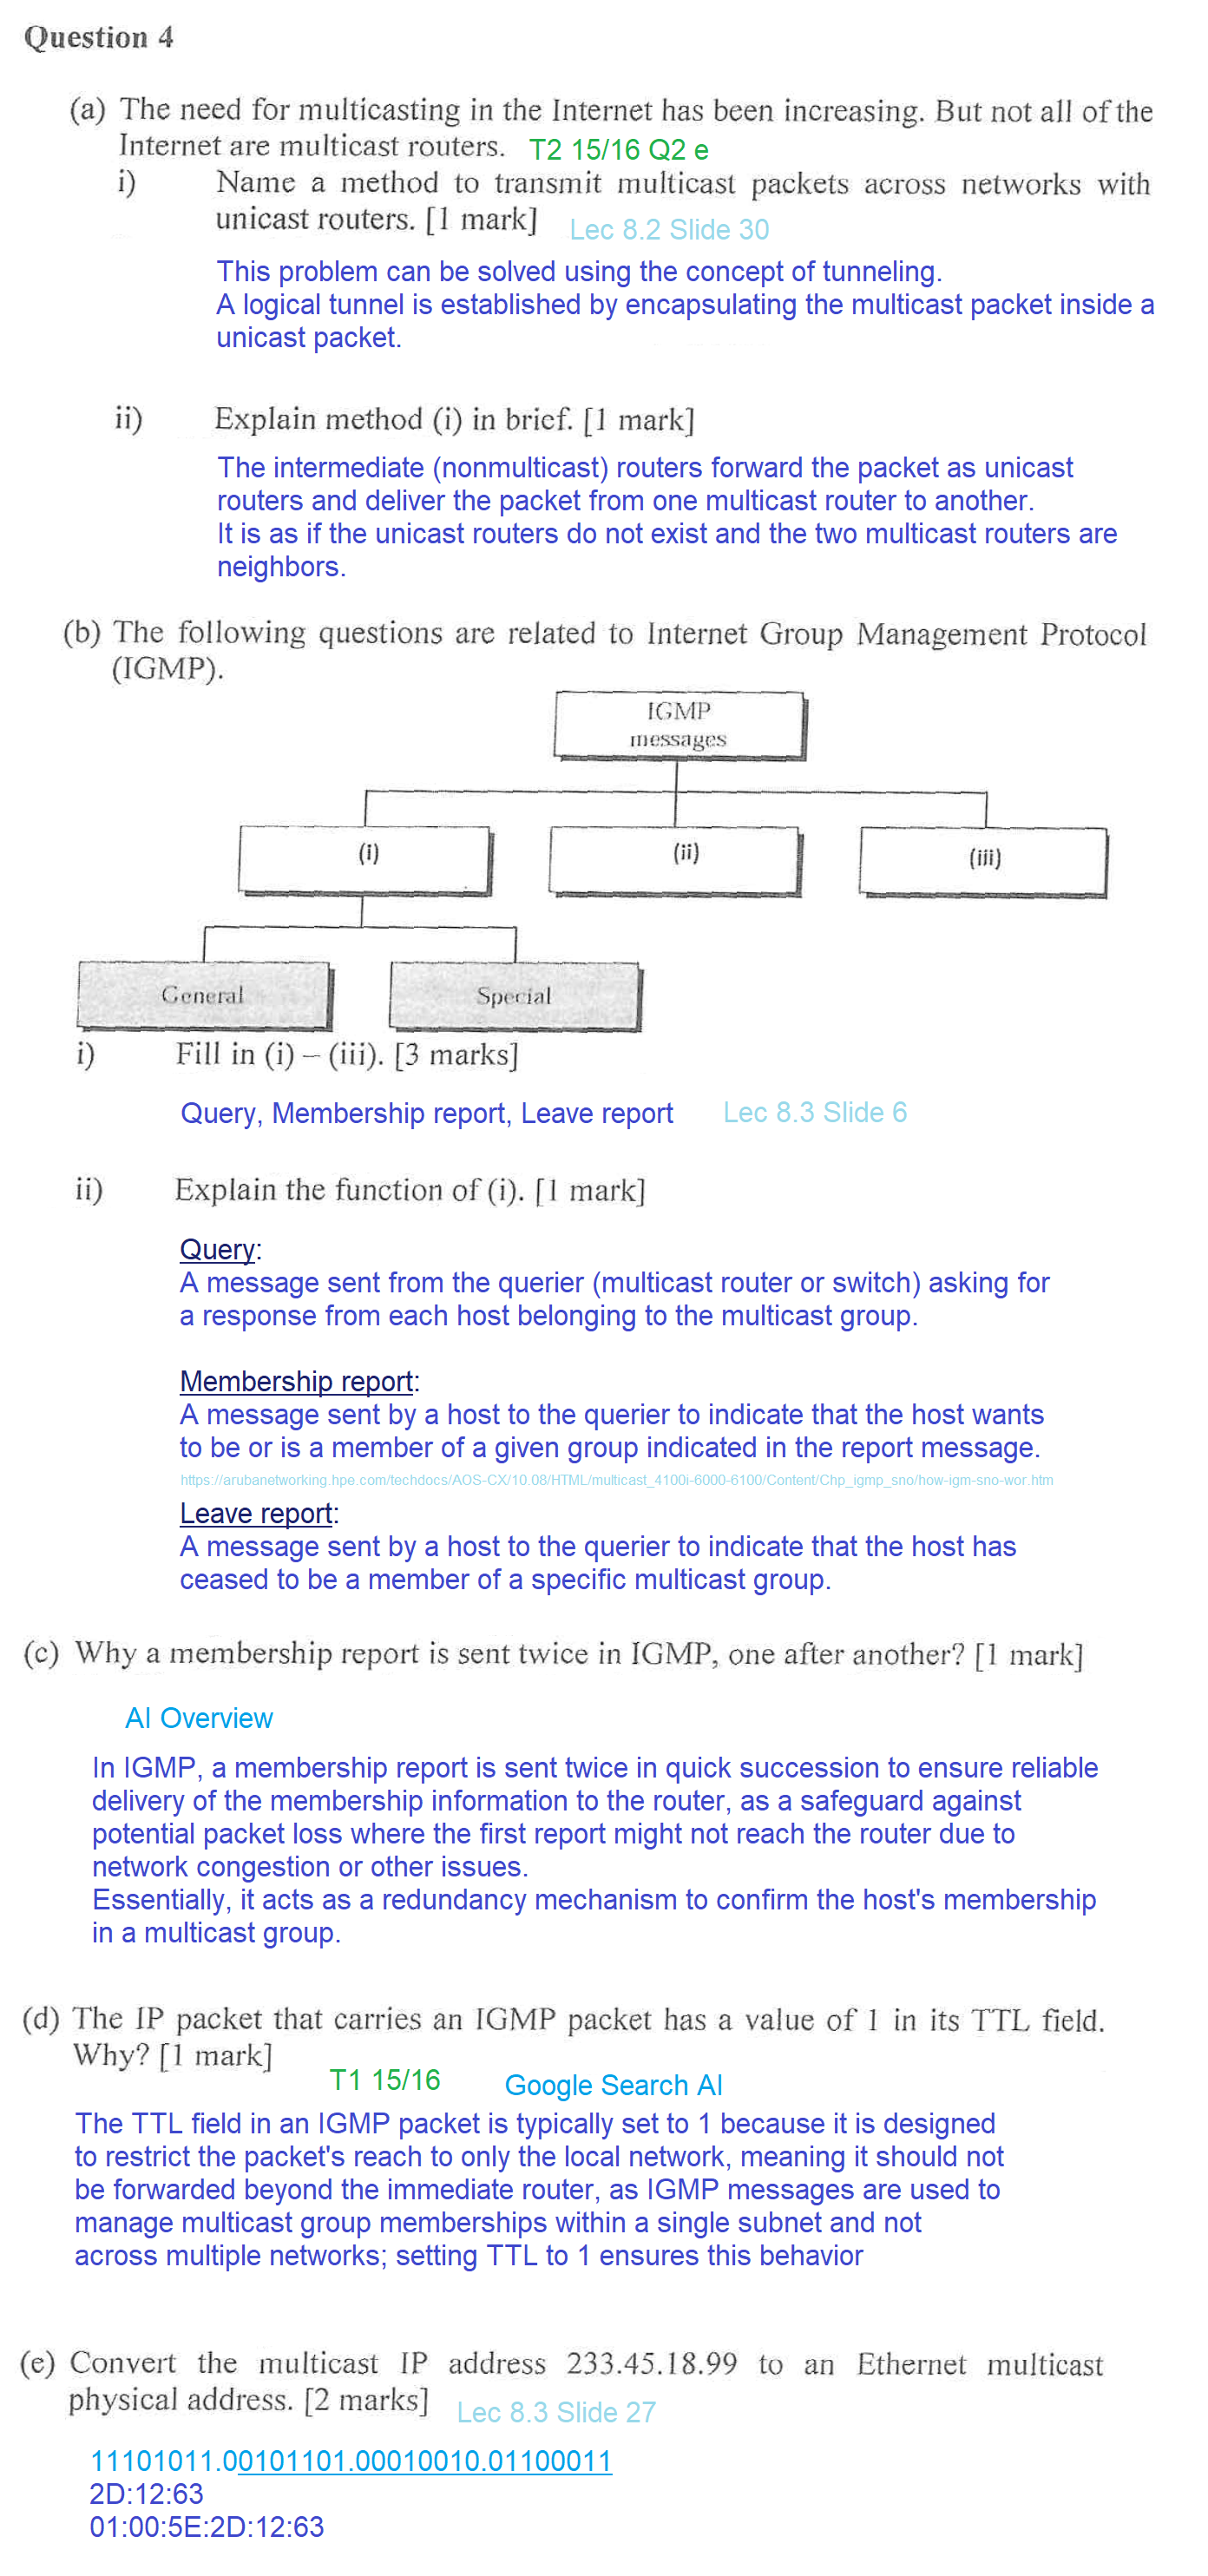 Question 4
(a) The need for multicasting in the Internet has been increasing. But not all of the
Internet are multicast routers. T2 15/16 Q2 e
i) Name a method to transmit multicast packets across networks with
unicast routers. [1 mark] Lec 8.2 Slide 30
This problem can be solved using the concept of tunneling.
A logical tunnel is established by encapsulating the multicast packet inside a
unicast packet.
ii) Explain method (i) in brief. [1 mark]
The intermediate (nonmulticast) routers forward the packet as unicast
routers and deliver the packet from one multicast router to another.
It is as if the unicast routers do not exist and the two multicast routers are
neighbors.
(b) The following questions are related to Internet Group Management Protocol
(IGMP).
IGMP
messages
(i) (ii) (iii)
General Special
i) Fill in (i) – (iii). [3 marks]
Query, Membership report, Leave report Lec 8.3 Slide 6
ii) Explain the function of (i). [1 mark]
Query:
A message sent from the querier (multicast router or switch) asking for
a response from each host belonging to the multicast group.
Membership report:
A message sent by a host to the querier to indicate that the host wants
to be or is a member of a given group indicated in the report message.
https://arubanetworking.hpe.com/techdocs/AOS-CX/10.08/HTML/multicast_4100i-6000-6100/Content/Chp_igmp_sno/how-igm-sno-wor.htm
Leave report:
A message sent by a host to the querier to indicate that the host has
ceased to be a member of a specific multicast group.
(c) Why a membership report is sent twice in IGMP, one after another? [1 mark]
AI Overview
In IGMP, a membership report is sent twice in quick succession to ensure reliable
delivery of the membership information to the router, as a safeguard against
potential packet loss where the first report might not reach the router due to
network congestion or other issues.
Essentially, it acts as a redundancy mechanism to confirm the host's membership
in a multicast group.
(d) The IP packet that carries an IGMP packet has a value of 1 in its TTL field.
Why? [1 mark]
T1 15/16 Google Search AI
The TTL field in an IGMP packet is typically set to 1 because it is designed
to restrict the packet's reach to only the local network, meaning it should not
be forwarded beyond the immediate router, as IGMP messages are used to
manage multicast group memberships within a single subnet and not
across multiple networks; setting TTL to 1 ensures this behavior
(e) Convert the multicast IP address 233.45.18.99 to an Ethernet multicast
physical address. [2 marks] Lec 8.3 Slide 27
11101011.00101101.00010010.01100011
2D:12:63
01:00:5E:2D:12:63